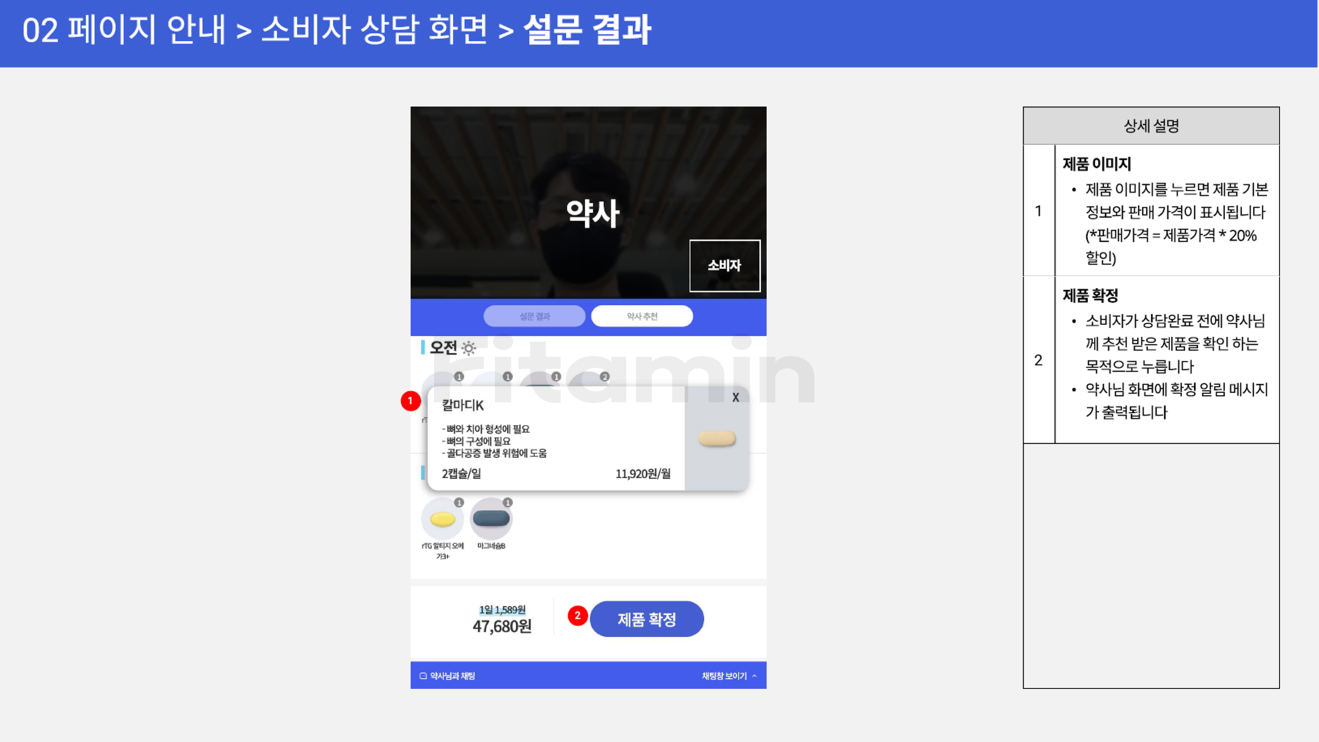 02 페이지 안내 > 소비자 상담 화면 > 설문 결과
약사
소비자
설문 결과
약사 추천
오전
ritamin
1
1
1
2
1
칼마디K
X
- 뼈와 치아 형성에 필요
- 뼈의 구성에 필요
- 골다공증 발생 위험에 도움
2캡슐/일
11,920원/월
1
1
rTG 알티지 오메
가3+
마그네슘B
1일 1,589원
47,680원
2
제품 확정
약사님과 채팅
채팅창 보이기
상세 설명
1
제품 이미지
• 제품 이미지를 누르면 제품 기본
정보와 판매 가격이 표시됩니다
(*판매가격 = 제품가격 * 20%
할인)
2
제품 확정
• 소비자가 상담완료 전에 약사님
께 추천 받은 제품을 확인 하는
목적으로 누릅니다
• 약사님 화면에 확정 알림 메시지
가 출력됩니다